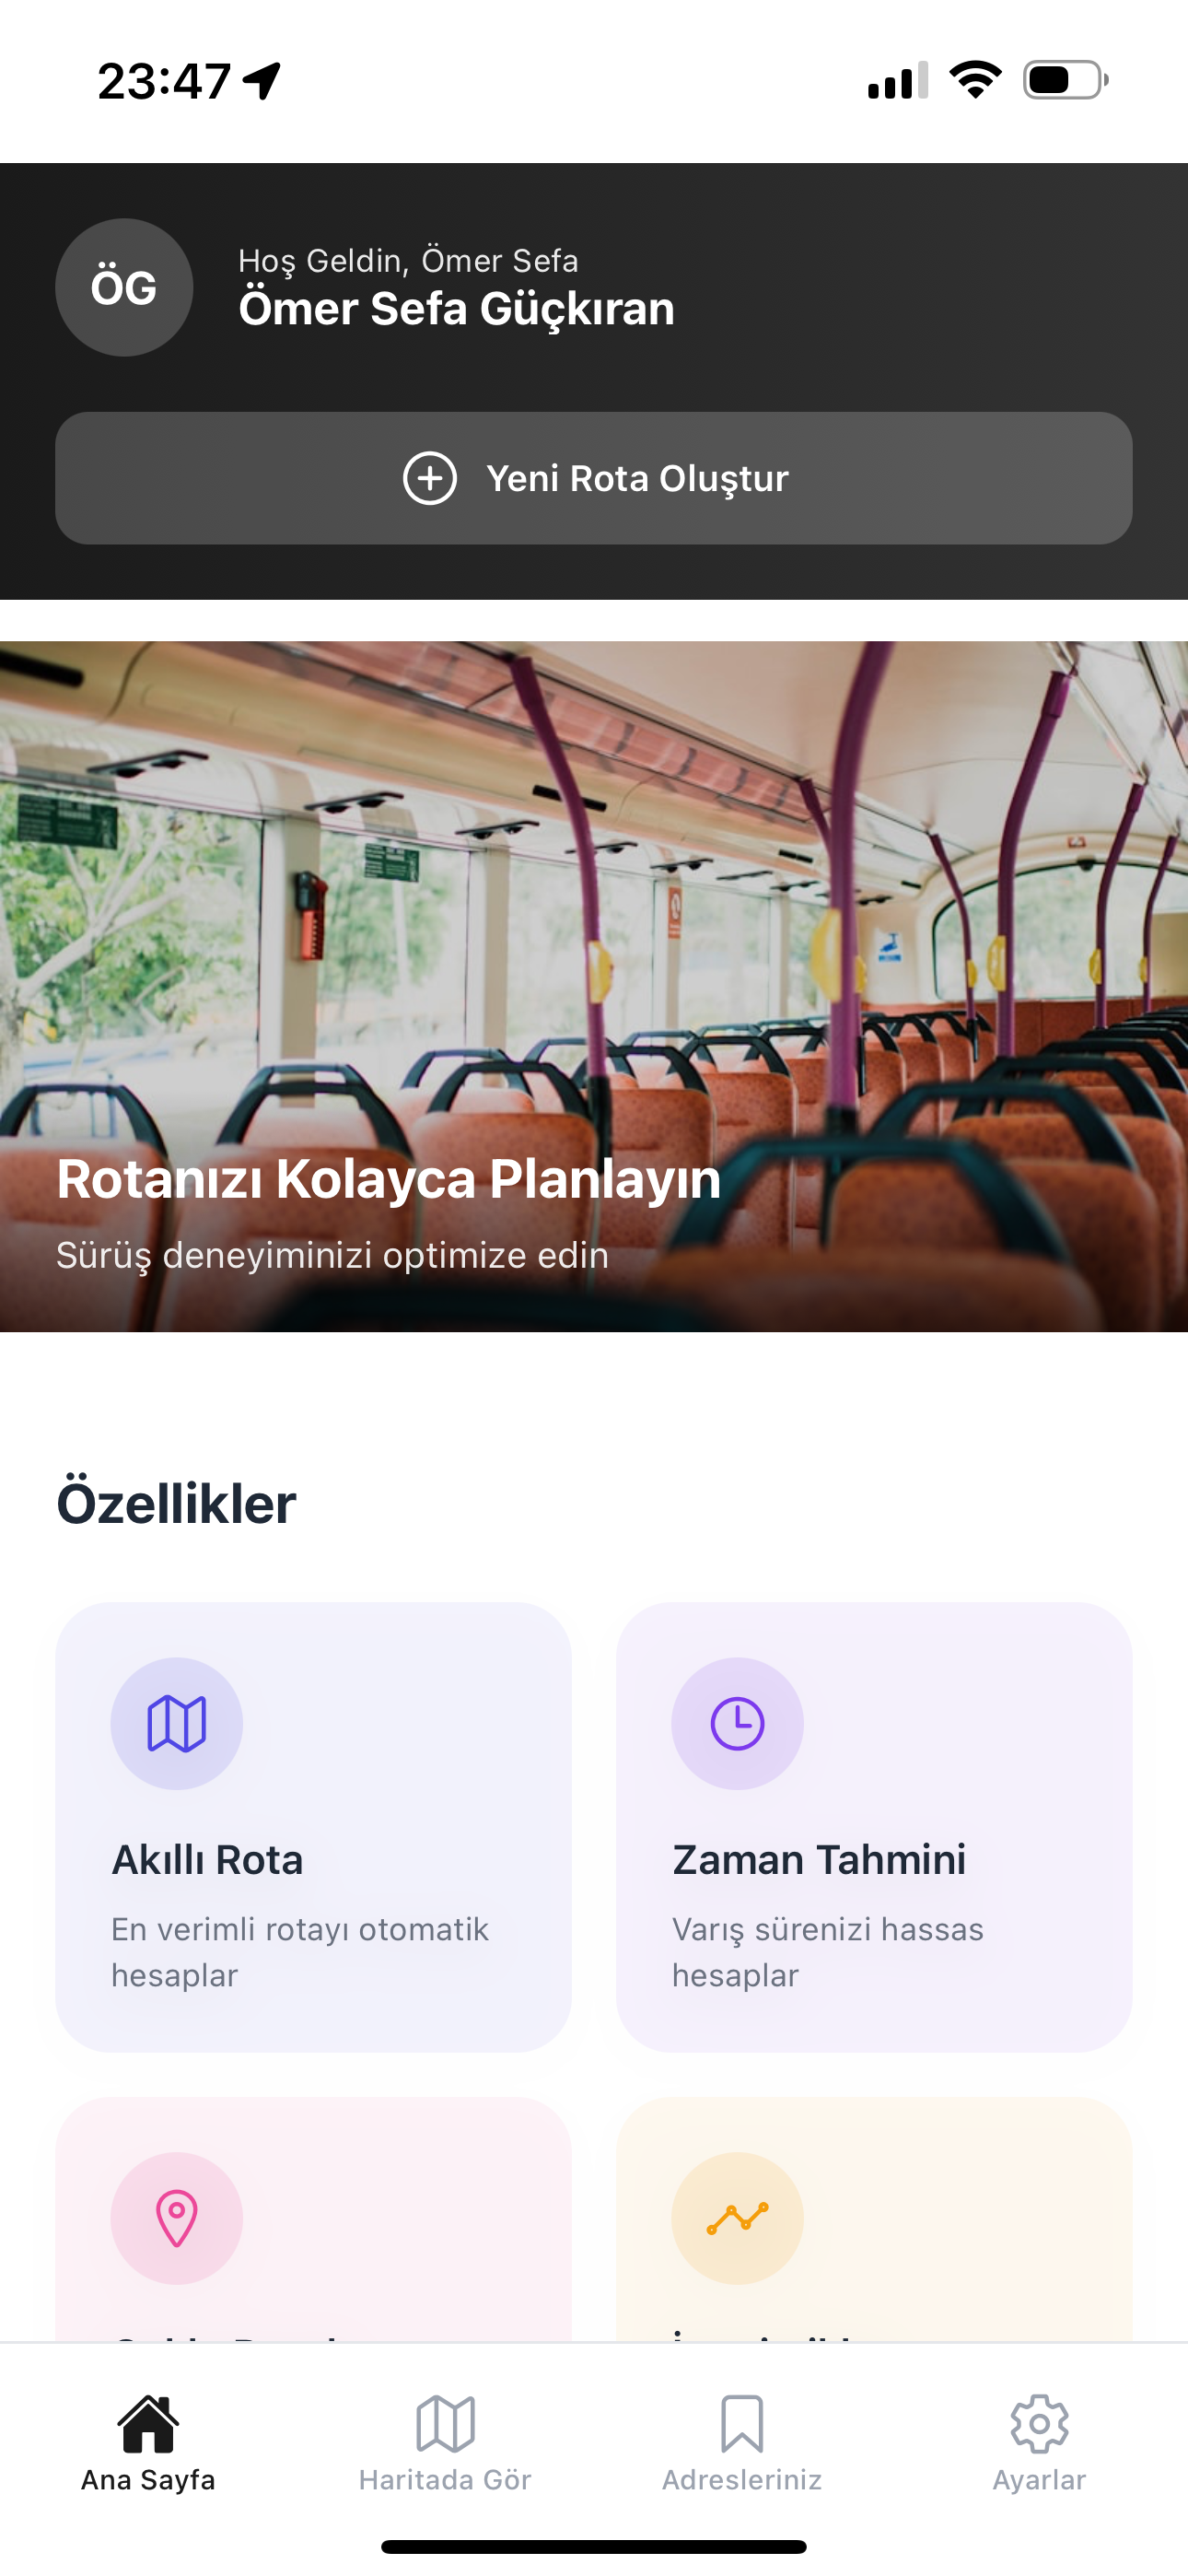 23:47
ÖG
Hoş Geldin, Ömer Sefa
Ömer Sefa Güçkıran
Yeni Rota Oluştur
Rotanızı Kolayca Planlayın
Sürüş deneyiminizi optimize edin
Özellikler
Akıllı Rota
En verimli rotayı otomatik
hesaplar
Zaman Tahmini
Varış sürenizi hassas
hesaplar
Ana Sayfa
Haritada Gör
Adresleriniz
Ayarlar